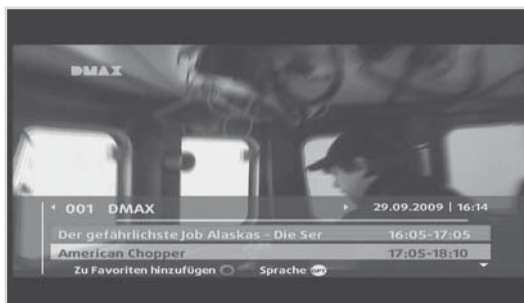 DMAX
001 DMAX 29.09.2009 | 16:14
Der gefährlichste Job Alaskas - Die Ser 16:05-17:05
American Chopper 17:05-18:10
Zu Favoriten hinzufügen Sprache OPT